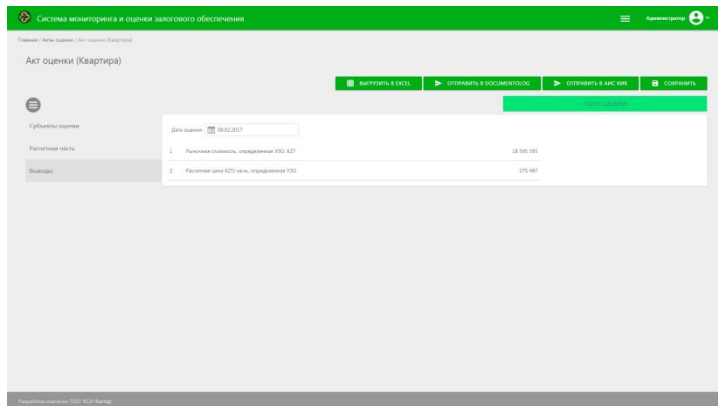 Система мониторинга и оценки залогового обеспечения
Администратор
Главная / Акты оценки / Акт оценки (Квартира)
Акт оценки (Квартира)
ВЫГРУЗИТЬ В EXCEL
ОТПРАВИТЬ В DOCUMENTOLOG
ОТПРАВИТЬ В АИС КИК
СОХРАНИТЬ
Субъекты оценки
Расчетная часть
Выводы
Дата оценки: 08.02.2017
1 Рыночная стоимость, определенная УЗО, KZT 18 595 395
2 Расчетная цена KZT/ кв.м., определенная УЗО 275 487
Разработка компании ТОО